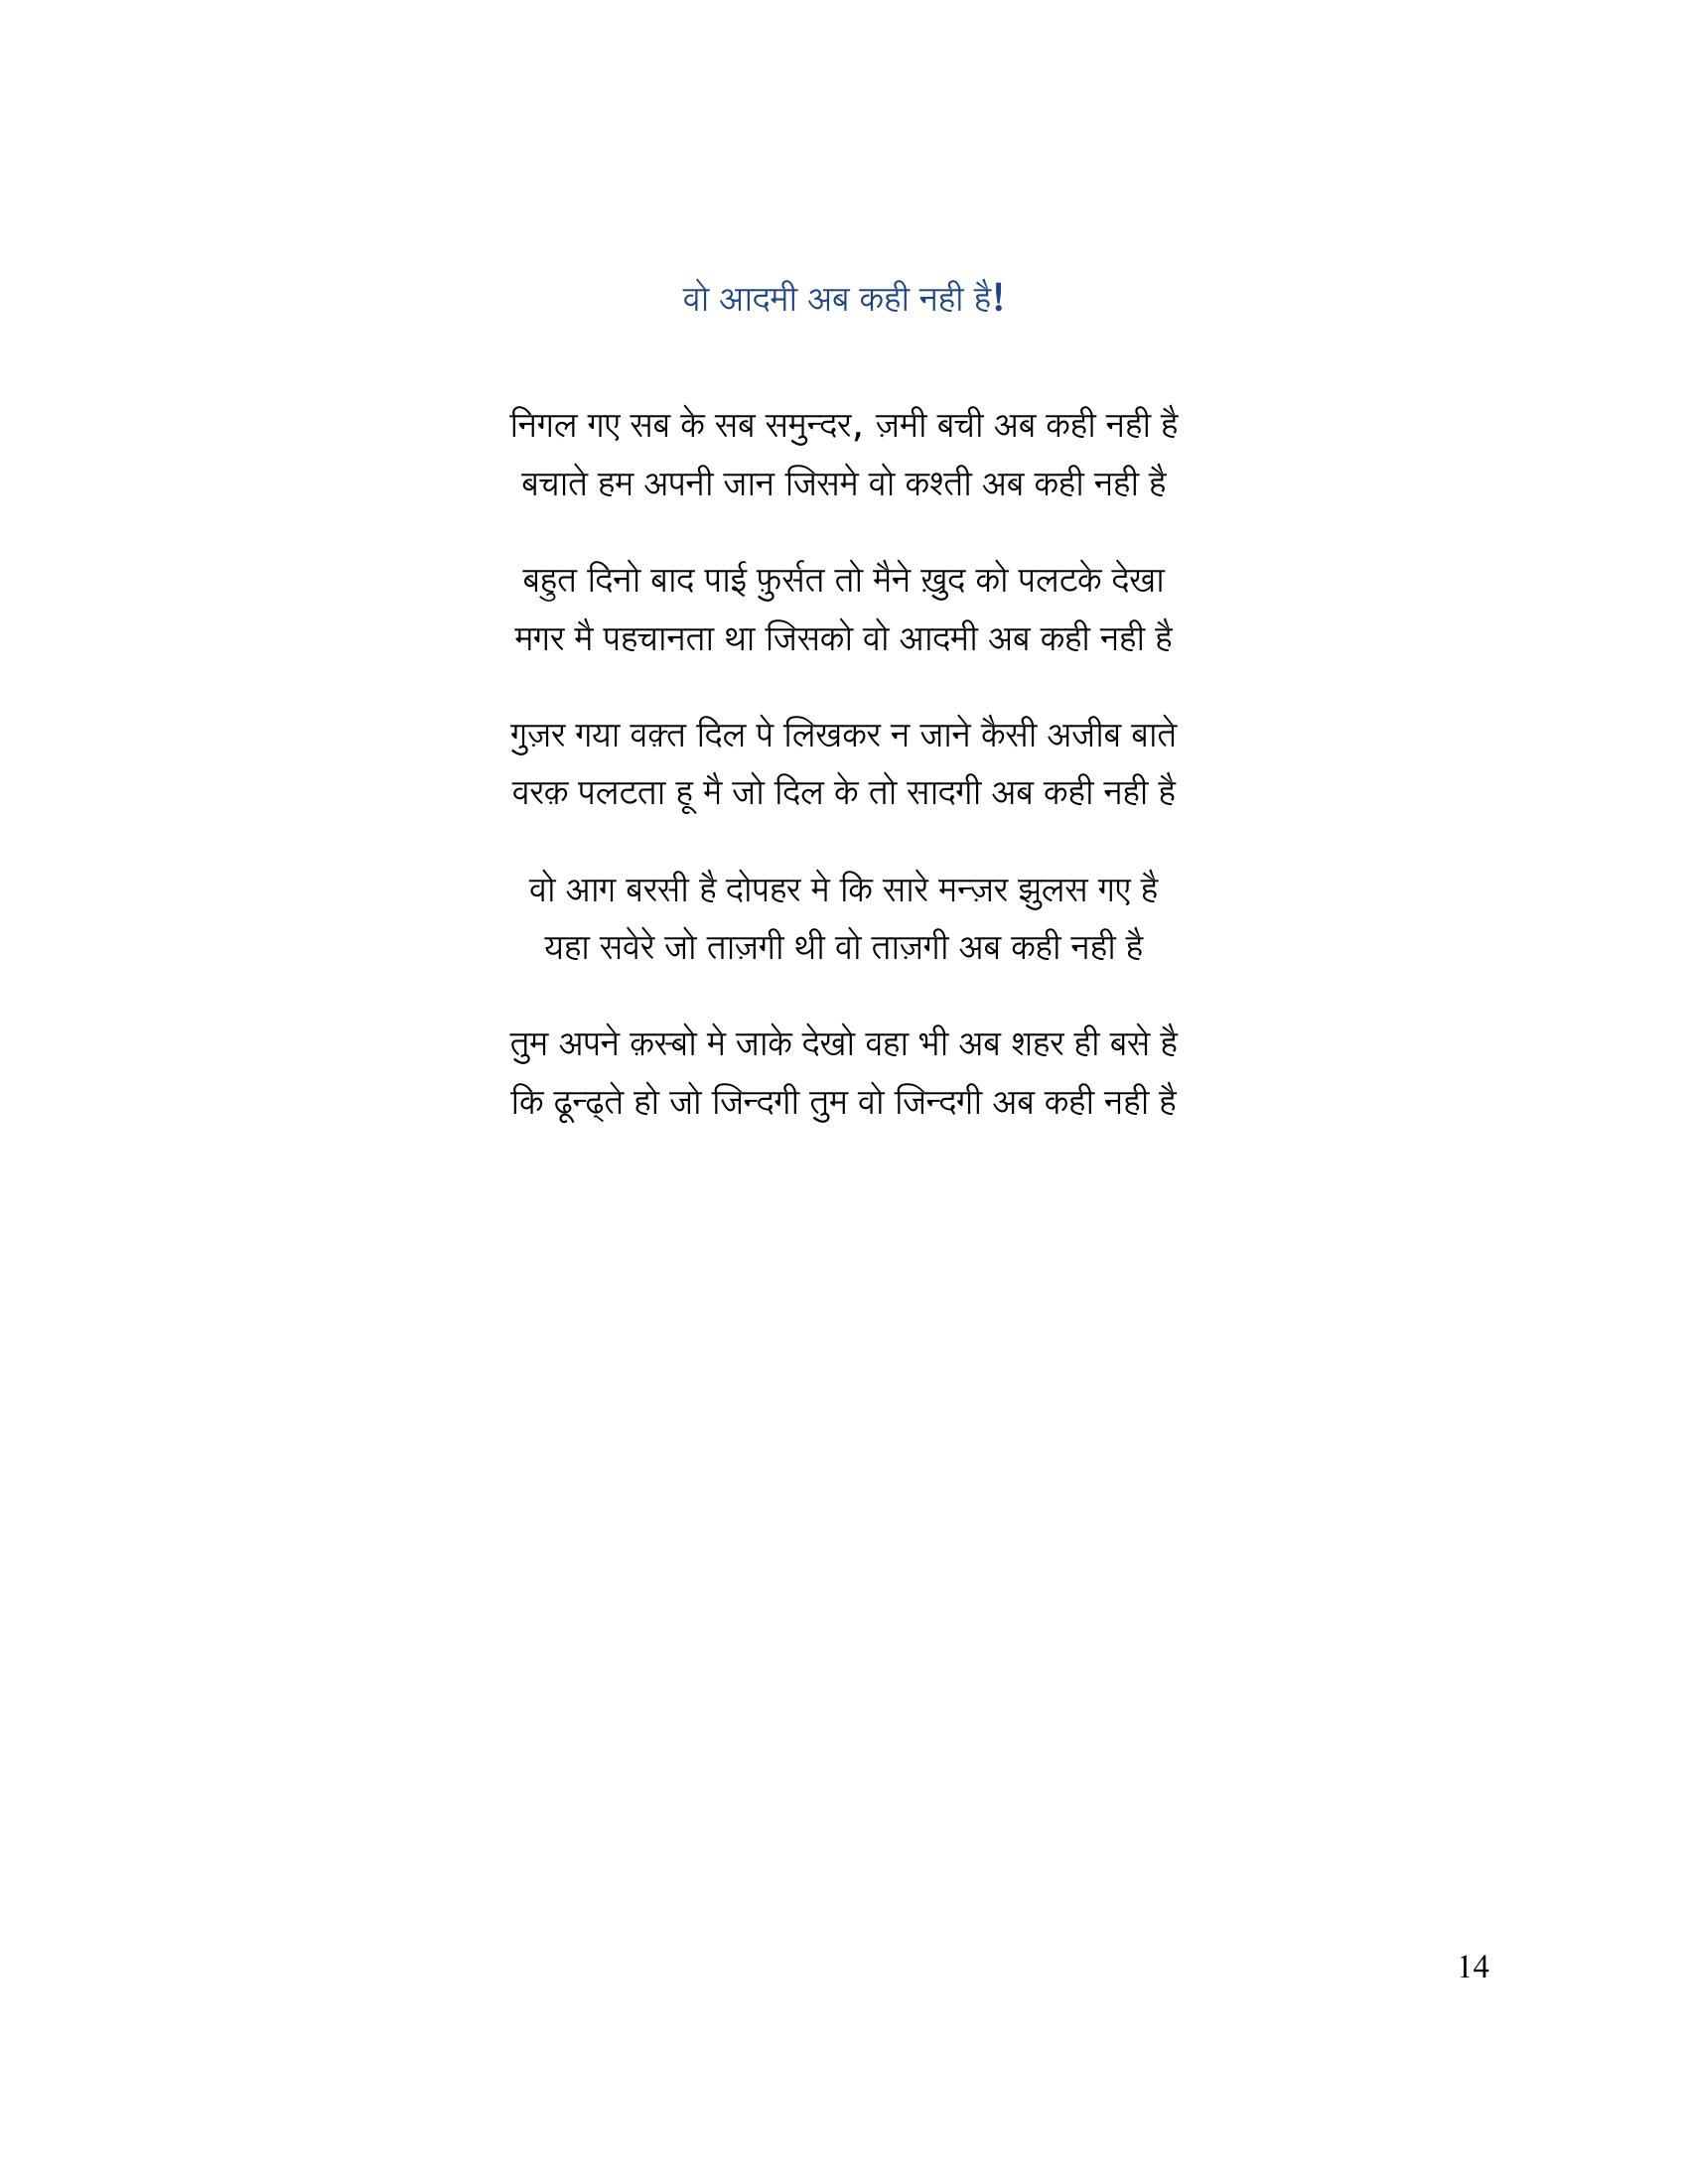 वो आदमी अब कही नही है!
निगल गए सब के सब समुन्दर, ज़मी बची अब कही नही है
बचाते हम अपनी जान जिसमे वो कश्ती अब कही नही है
बहुत दिनो बाद पाई फ़ुर्सत तो मैने ख़ुद को पलटके देखा
मगर मै पहचानता था जिसको वो आदमी अब कही नही है
गुज़र गया वक़्त दिल पे लिखकर न जाने कैसी अजीब बाते
वरक़ पलटता हू मै जो दिल के तो सादगी अब कही नही है
वो आग बरसी है दोपहर मे कि सारे मन्ज़र झुलस गए है
यहा सवेरे जो ताज़गी थी वो ताज़गी अब कही नही है
तुम अपने क़स्बो मे जाके देखो वहा भी अब शहर ही बसे है
कि ढून्ढ्ते हो जो जिन्दगी तुम वो जिन्दगी अब कही नही है
14